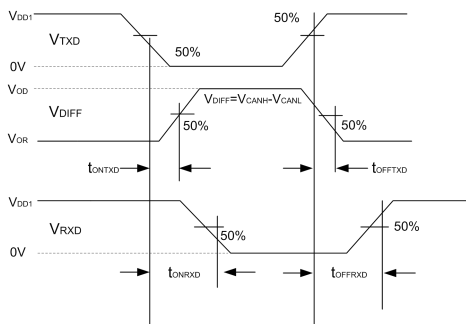 VDD1
VTXD
50%
50%
0V
VOD
VDIFF
VDIFF=VCANH-VCANL
50%
50%
VOR
tONTXD
tOFFTXD
VDD1
VRXD
50%
50%
0V
tONRXD
tOFFRXD